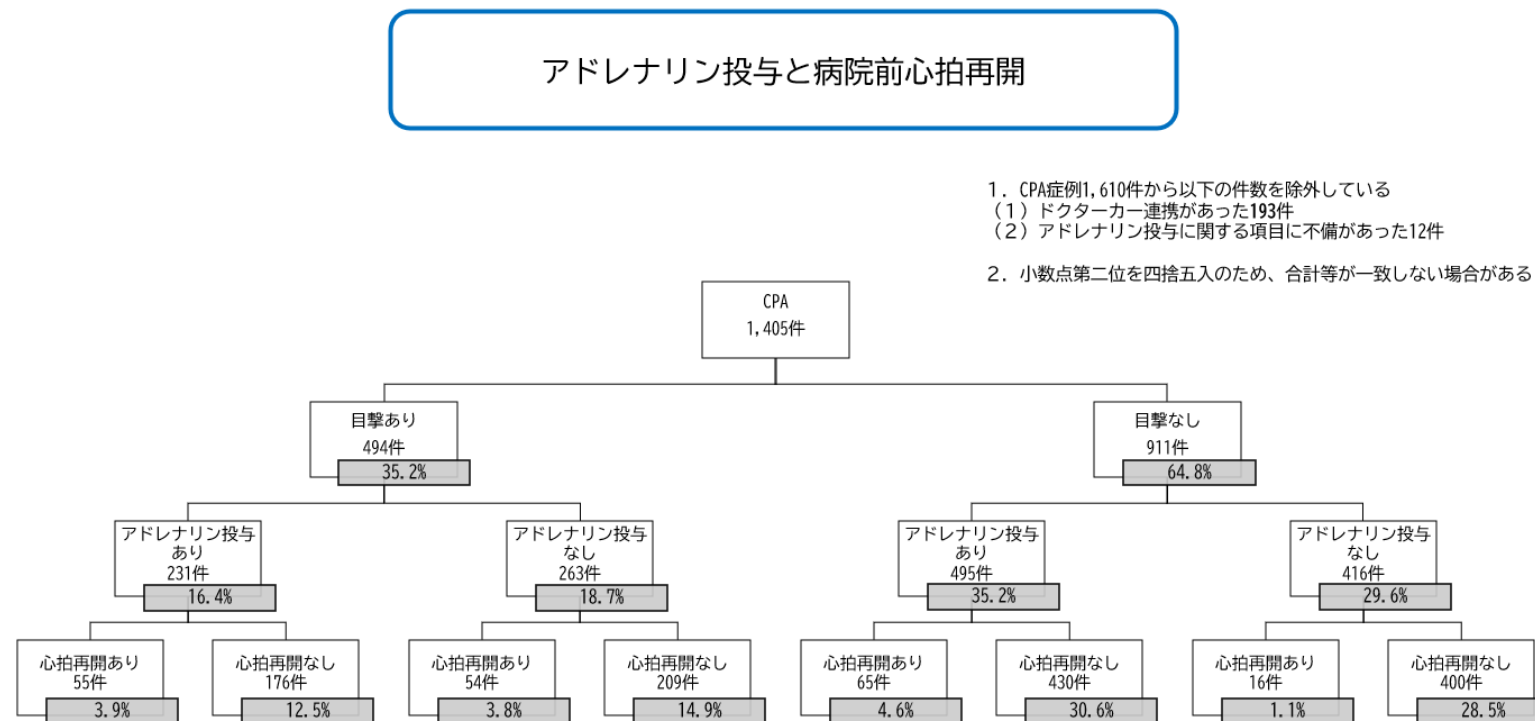 アドレナリン投与と病院前心拍再開
1．CPA症例1,610件から以下の件数を除外している
（1）ドクターカー連携があった193件
（2）アドレナリン投与に関する項目に不備があった12件
2．小数点第二位を四捨五入のため、合計等が一致しない場合がある
CPA
1,405件
目撃あり
494件
35.2%
目撃なし
911件
64.8%
アドレナリン投与
あり
231件
16.4%
アドレナリン投与
なし
263件
18.7%
アドレナリン投与
あり
495件
35.2%
アドレナリン投与
なし
416件
29.6%
心拍再開あり
55件
3.9%
心拍再開なし
176件
12.5%
心拍再開あり
54件
3.8%
心拍再開なし
209件
14.9%
心拍再開あり
65件
4.6%
心拍再開なし
430件
30.6%
心拍再開あり
16件
1.1%
心拍再開なし
400件
28.5%